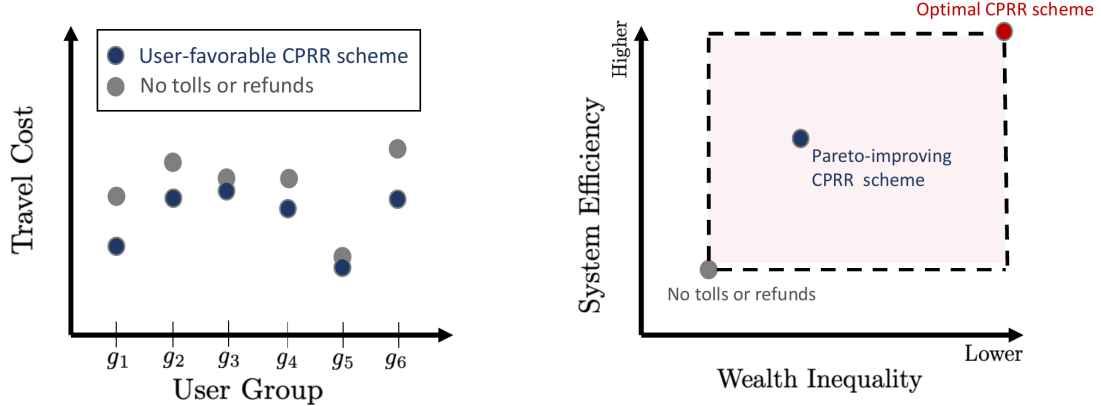 User-favorable CPRR scheme
No tolls or refunds
Travel Cost
g1 g2 g3 g4 g5 g6
User Group
Optimal CPRR scheme
Higher
System Efficiency
Pareto-improving
CPRR scheme
No tolls or refunds
Lower
Wealth Inequality